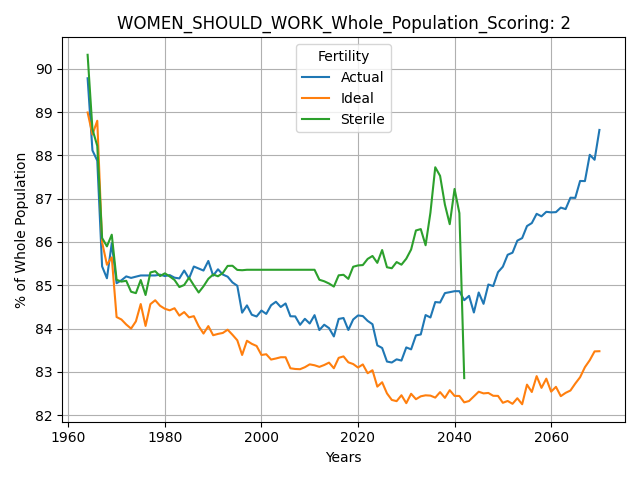 WOMEN_SHOULD_WORK_Whole_Population_Scoring: 2
Fertility
Actual
Ideal
Sterile
% of Whole Population
90
89
88
87
86
85
84
83
82
1960
1980
2000
2020
2040
2060
Years